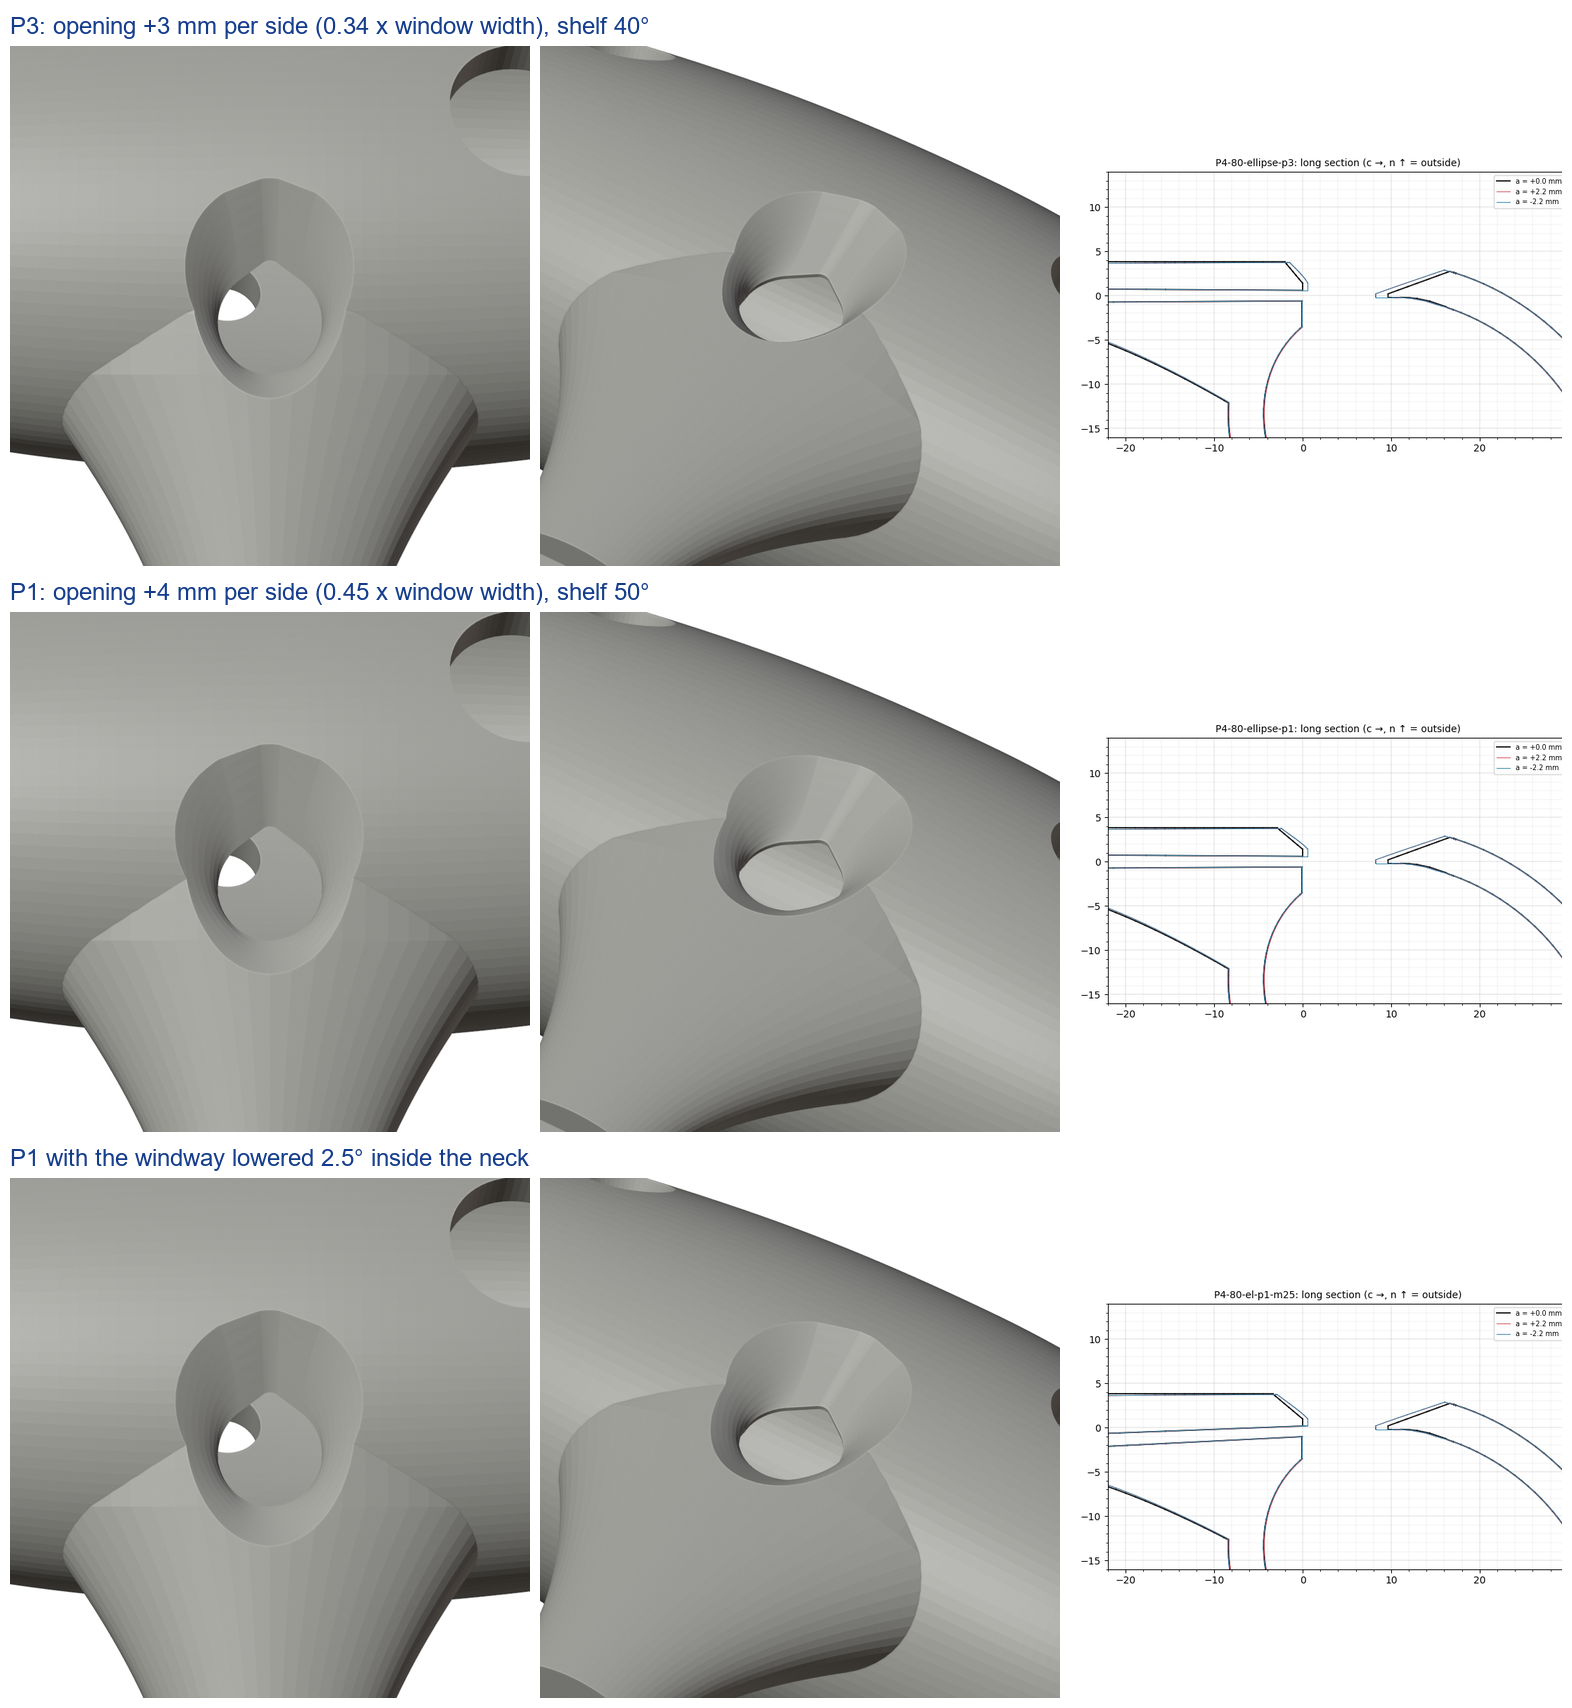 P3: opening +3 mm per side (0.34 x window width), shelf 40°
P4-80-ellipse-p3: long section (c →, n ↑ = outside)
a = +0.0 mm
a = +2.2 mm
a = -2.2 mm
10
5
0
−5
−10
−15
−20 −10 0 10 20
P1: opening +4 mm per side (0.45 x window width), shelf 50°
P4-80-ellipse-p1: long section (c →, n ↑ = outside)
a = +0.0 mm
a = +2.2 mm
a = -2.2 mm
10
5
0
−5
−10
−15
−20 −10 0 10 20
P1 with the windway lowered 2.5° inside the neck
P4-80-el-p1-m25: long section (c →, n ↑ = outside)
a = +0.0 mm
a = +2.2 mm
a = -2.2 mm
10
5
0
−5
−10
−15
−20 −10 0 10 20